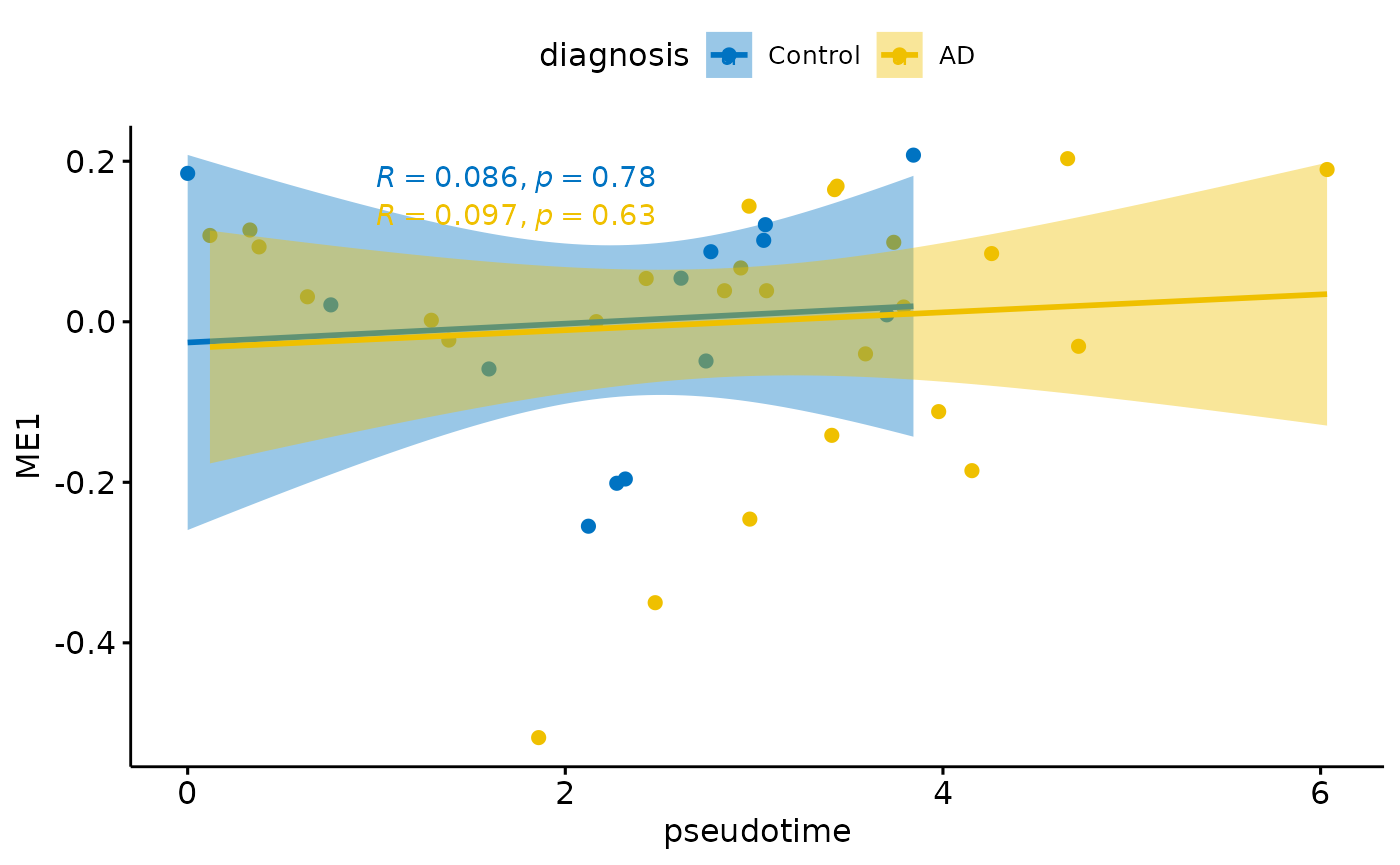 diagnosis Control AD
R = 0.086, p = 0.78
R = 0.097, p = 0.63
0.2
0.0
-0.2
-0.4
ME1
0 2 4 6
pseudotime